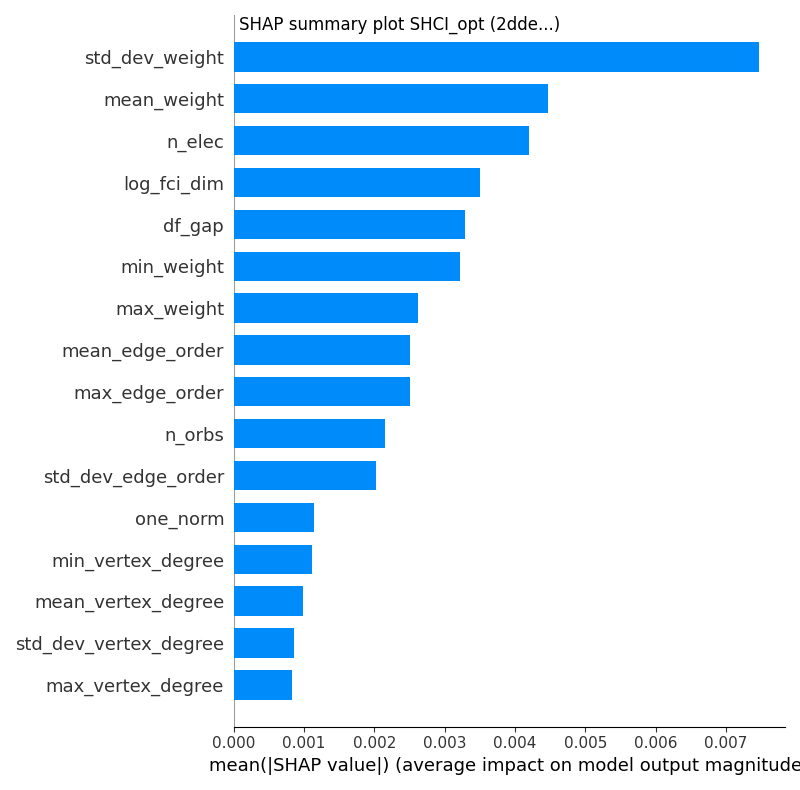 SHAP summary plot SHCI_opt (2dde...)
std_dev_weight
mean_weight
n_elec
log_fci_dim
df_gap
min_weight
max_weight
mean_edge_order
max_edge_order
n_orbs
std_dev_edge_order
one_norm
min_vertex_degree
mean_vertex_degree
std_dev_vertex_degree
max_vertex_degree
0.000 0.001 0.002 0.003 0.004 0.005 0.006 0.007
mean(|SHAP value|) (average impact on model output magnitude